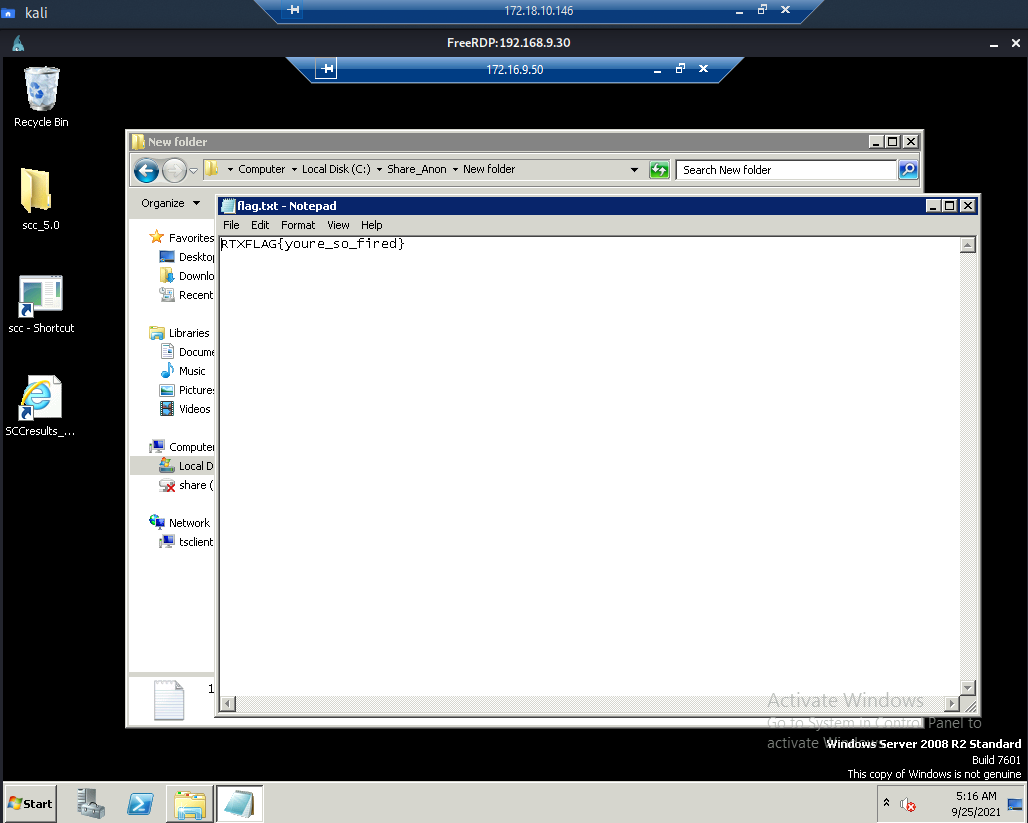 kali
172.18.10.146
FreeRDP:192.168.9.30
172.16.9.50
Recycle Bin
scc_5.0
scc - Shortcut
SCCresults_...
New folder
Computer Local Disk (C:) Share_Anon New folder
Search New folder
Organize
flag.txt - Notepad
File Edit Format View Help
RTXFLAG{youre_so_fired}
Favorites
Deskto
Downlo
Recent
Libraries
Docume
Music
Pictures
Videos
Computer
Local D
share (
Network
tsclient
1
Activate Windows
Go to System in Control Panel to
activate Windows.
Windows Server 2008 R2 Standard
Build 7601
This copy of Windows is not genuine
Start
5:16 AM
9/25/2021